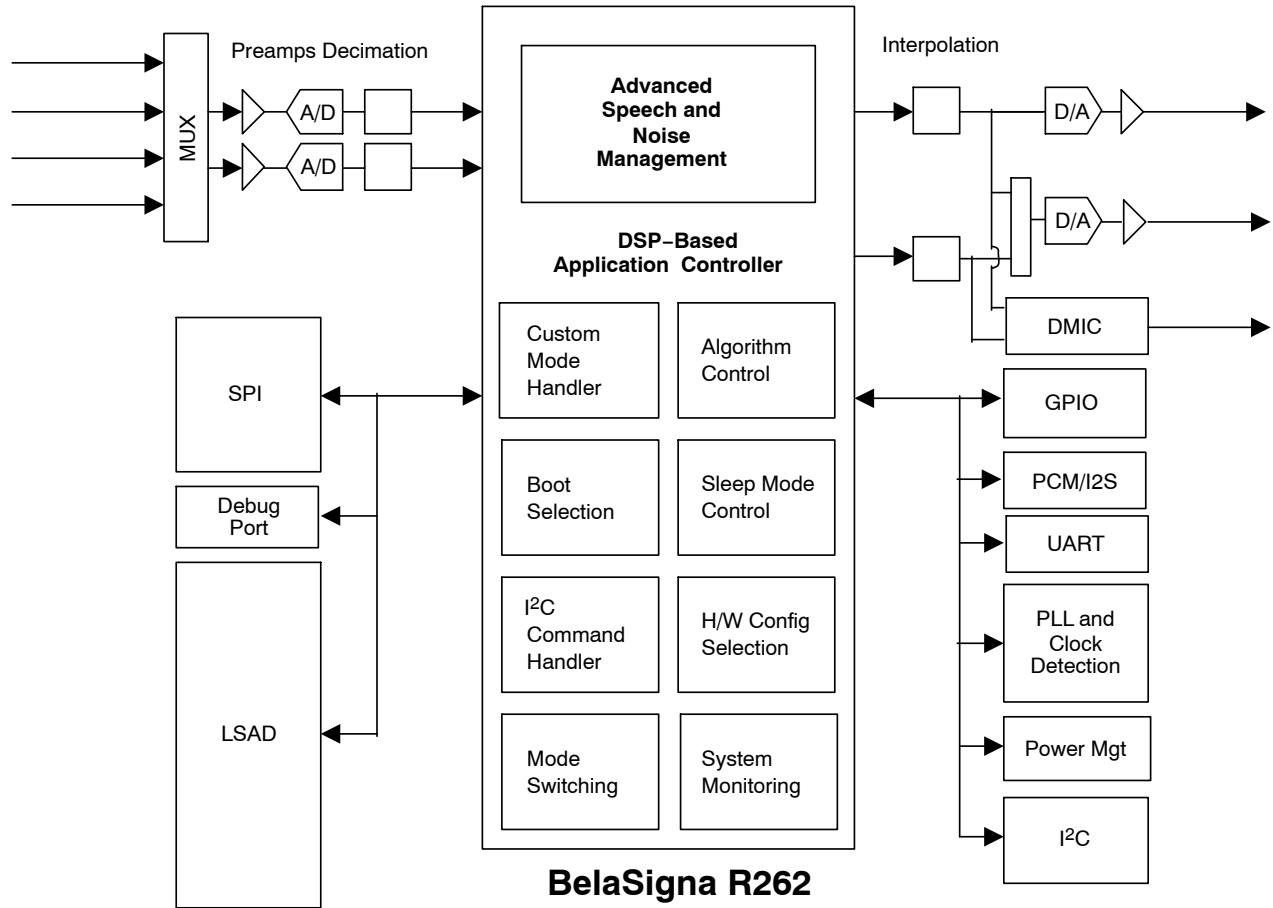 Preamps Decimation
MUX
A/D
A/D
Advanced
Speech and
Noise
Management
DSP−Based
Application Controller
Interpolation
D/A
D/A
DMIC
SPI
Debug
Port
LSAD
Custom
Mode
Handler
Algorithm
Control
Boot
Selection
Sleep Mode
Control
I²C
Command
Handler
H/W Config
Selection
Mode
Switching
System
Monitoring
GPIO
PCM/I2S
UART
PLL and
Clock
Detection
Power Mgt
I²C
BelaSigna R262